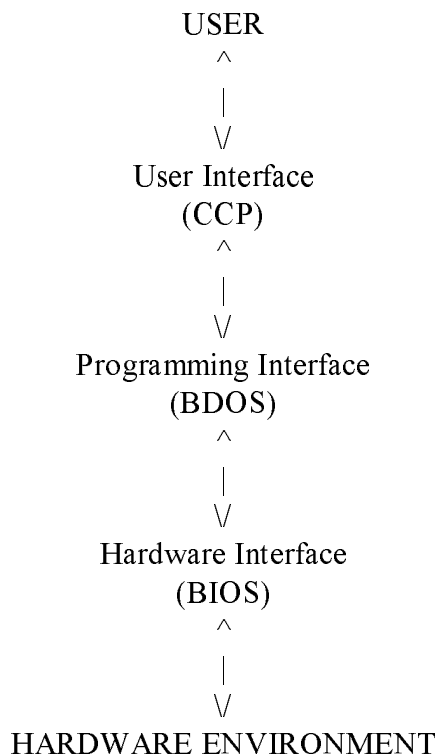 USER
^
|
\/
User Interface
(CCP)
^
|
\/
Programming Interface
(BDOS)
^
|
\/
Hardware Interface
(BIOS)
^
|
\/
HARDWARE ENVIRONMENT